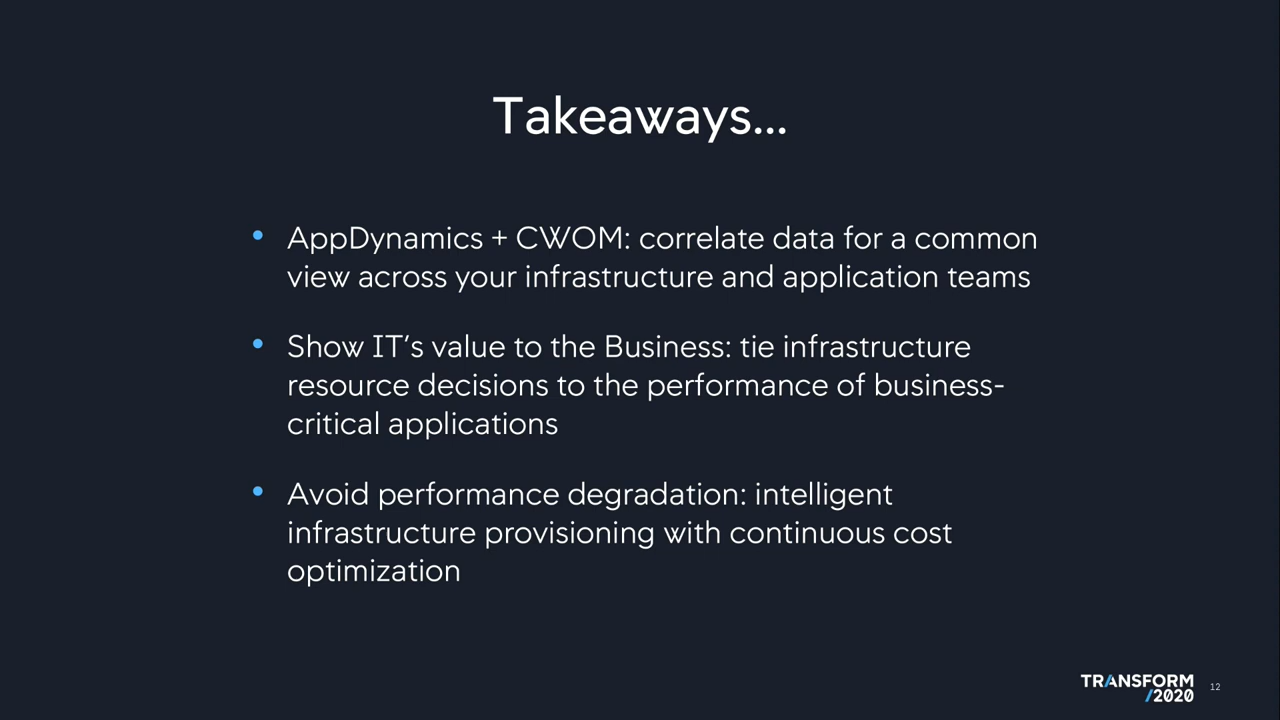 Takeaways...
• AppDynamics + CWOM: correlate data for a common
view across your infrastructure and application teams
• Show IT’s value to the Business: tie infrastructure
resource decisions to the performance of business-
critical applications
• Avoid performance degradation: intelligent
infrastructure provisioning with continuous cost
optimization
TRANSFORM
/2020
12